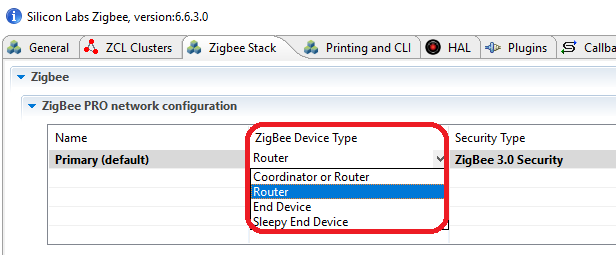 Silicon Labs Zigbee, version:6.6.3.0
General ZCL Clusters Zigbee Stack Printing and CLI HAL Plugins Callba
Zigbee
ZigBee PRO network configuration
Name ZigBee Device Type Security Type
Primary (default) Router ZigBee 3.0 Security
Coordinator or Router
Router
End Device
Sleepy End Device